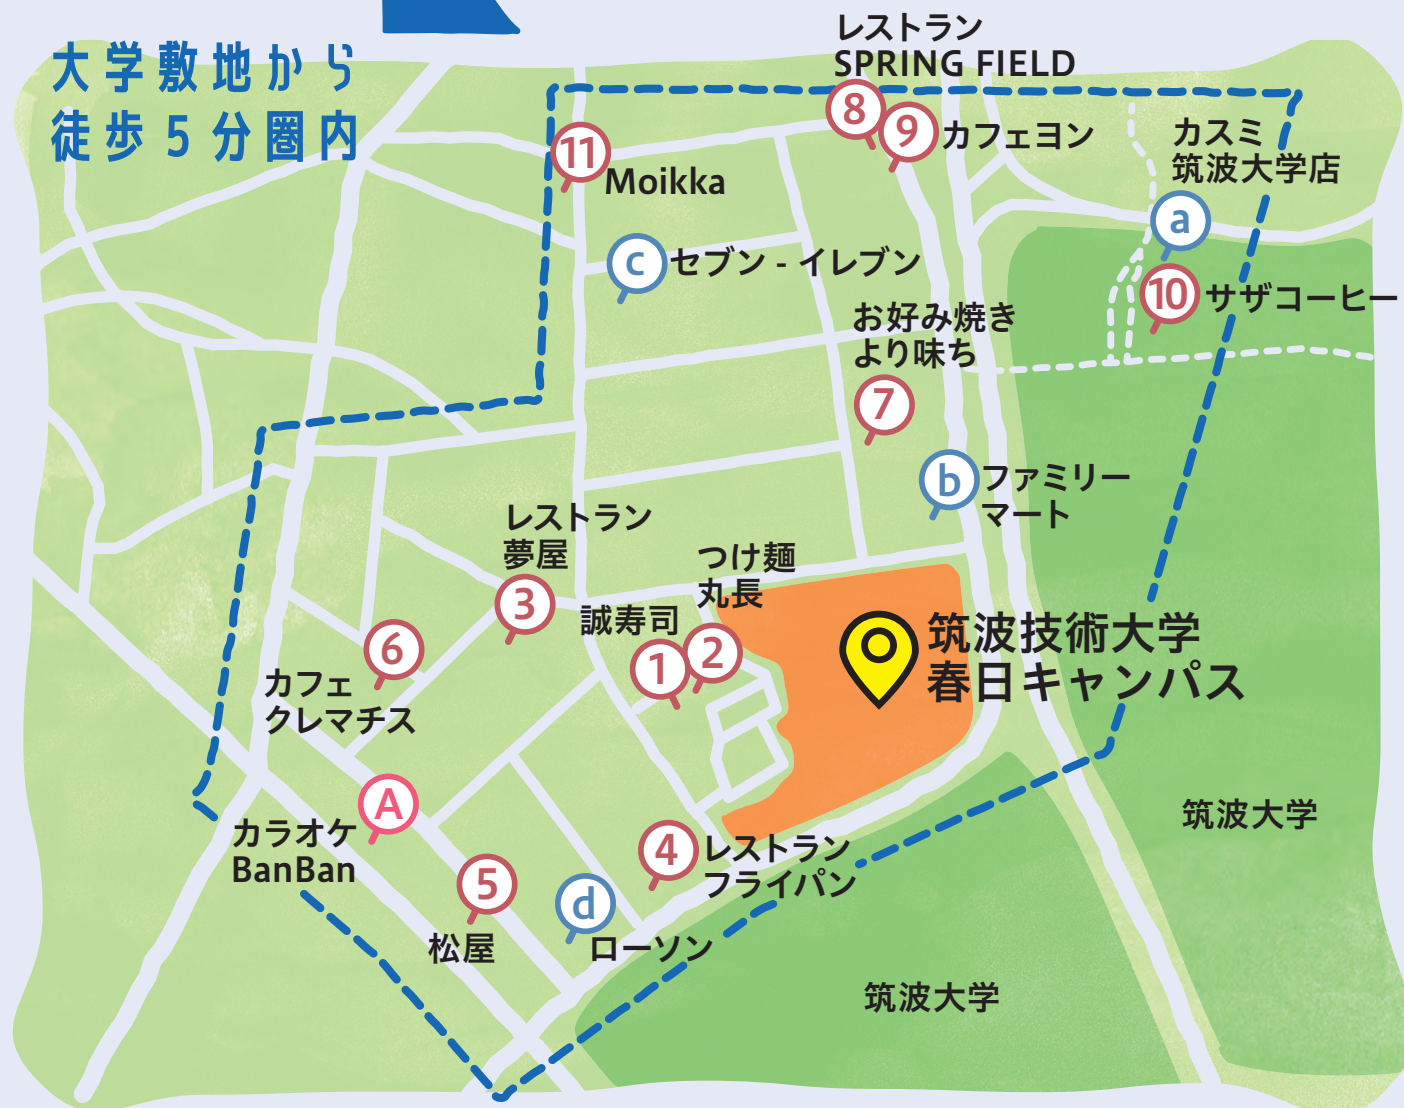 大学敷地から
徒歩5分圏内
レストラン
SPRING FIELD
8
9
カフェヨン
11
Moikka
カスミ
筑波大学店
a
c
セブン - イレブン
10
サザコーヒー
お好み焼き
より味ち
7
b
ファミリー
マート
レストラン
夢屋
3
つけ麺
丸長
誠寿司
1
2
筑波技術大学
春日キャンパス
6
カフェ
クレマチス
A
カラオケ
BanBan
4
レストラン
フライパン
5
松屋
d
ローソン
筑波大学
筑波大学